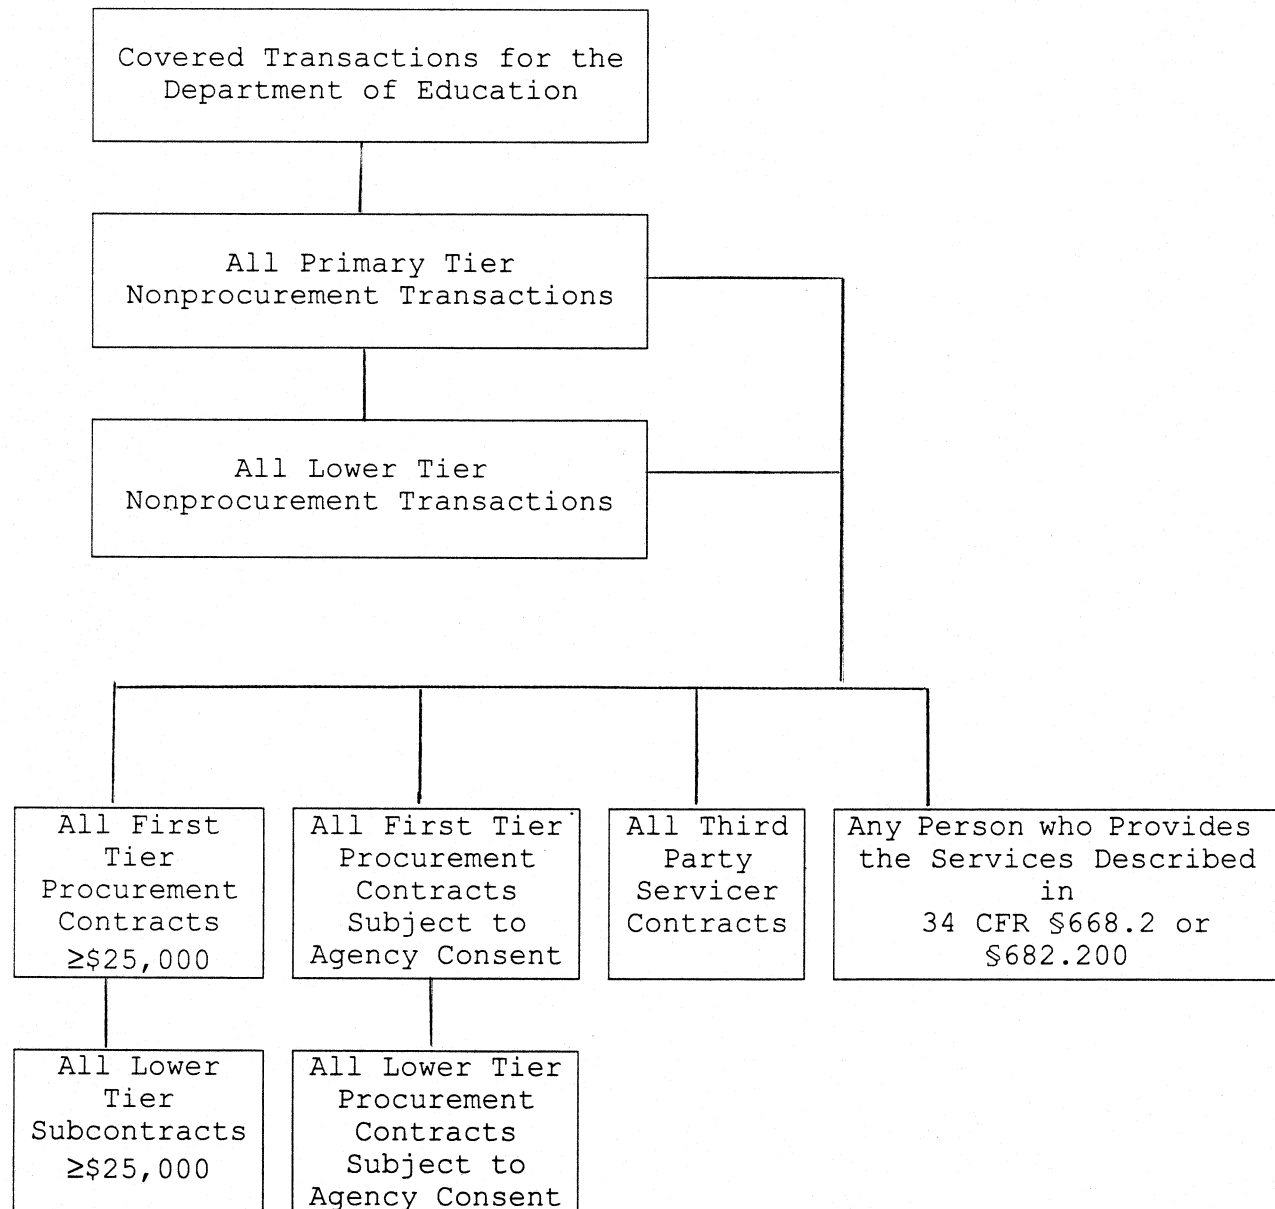 Covered Transactions for the
Department of Education
All Primary Tier
Nonprocurement Transactions
All Lower Tier
Nonprocurement Transactions
All First
Tier
Procurement
Contracts
≥$25,000
All First Tier
Procurement
Contracts
Subject to
Agency Consent
All Third
Party
Servicer
Contracts
Any Person who Provides
the Services Described
in
34 CFR §668.2 or
§682.200
All Lower
Tier
Subcontracts
≥$25,000
All Lower Tier
Procurement
Contracts
Subject to
Agency Consent